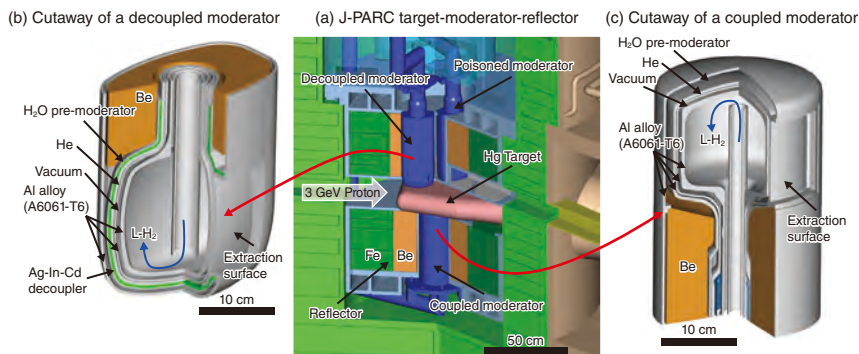 (b) Cutaway of a decoupled moderator
Be
H2O pre-moderator
He
Vacuum
Al alloy
(A6061-T6)
L-H2
Ag-In-Cd
decoupler
Extraction
surface
10 cm
(a) J-PARC target-moderator-reflector
Decoupled moderator
Poisoned moderator
Hg Target
3 GeV Proton
Fe
Be
Reflector
Coupled moderator
50 cm
(c) Cutaway of a coupled moderator
H2O pre-moderator
He
Vacuum
Al alloy
(A6061-T6)
L-H2
Extraction
surface
Be
10 cm